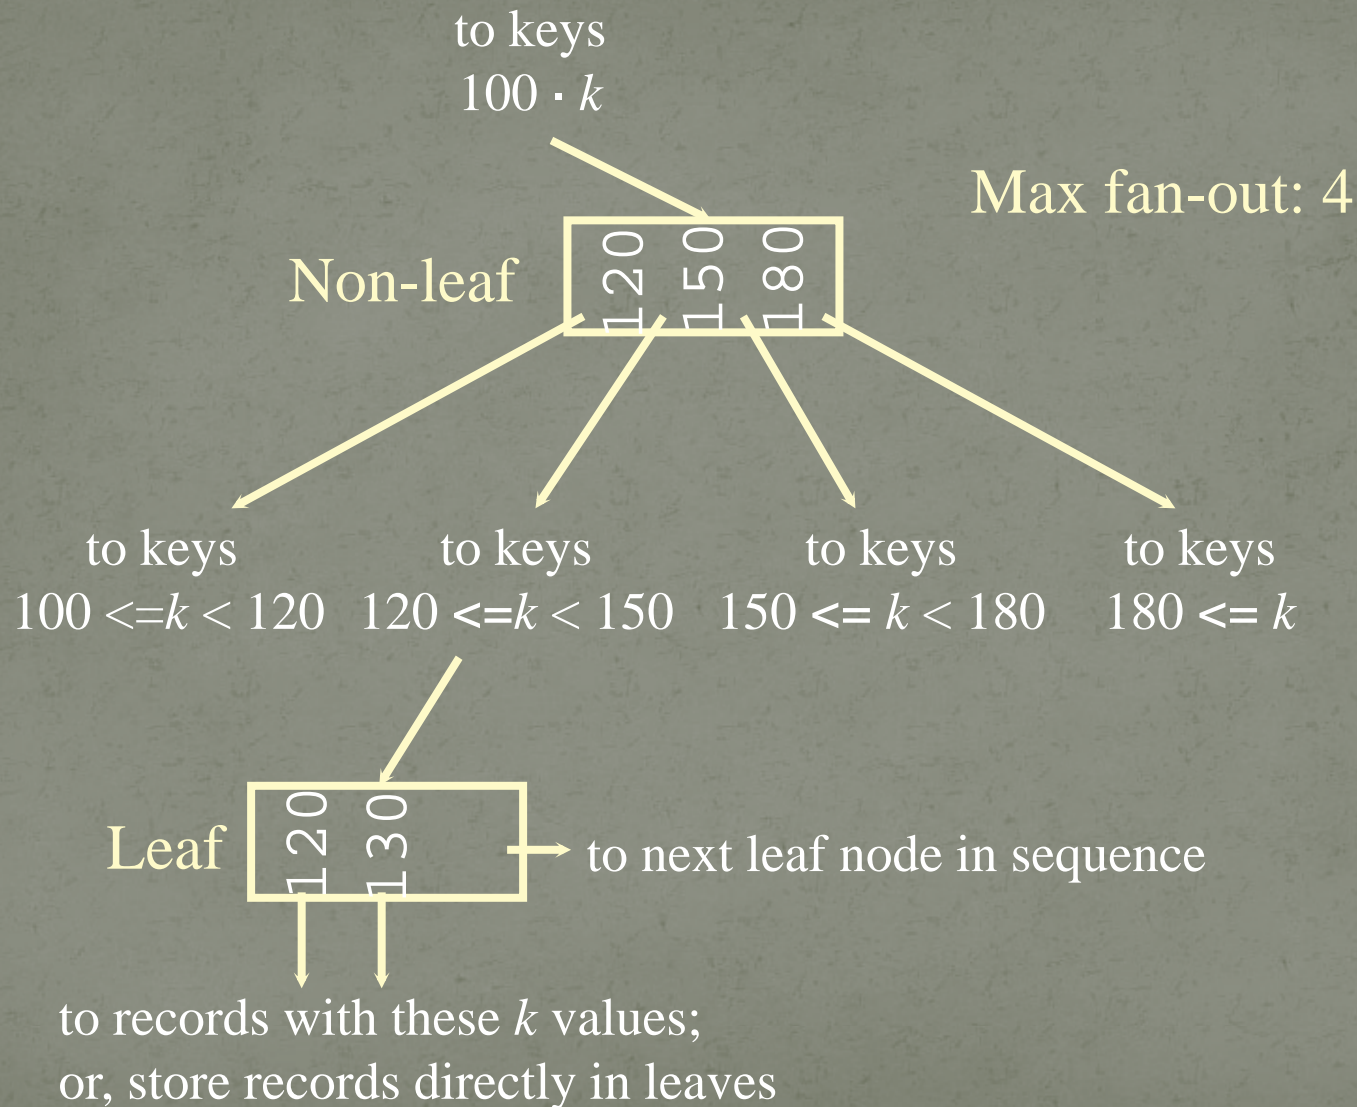 to keys
100 · k
Max fan-out: 4
Non-leaf
120
150
180
to keys
100 <=k < 120
to keys
120 <=k < 150
to keys
150 <= k < 180
to keys
180 <= k
Leaf
120
130
to next leaf node in sequence
to records with these k values;
or, store records directly in leaves